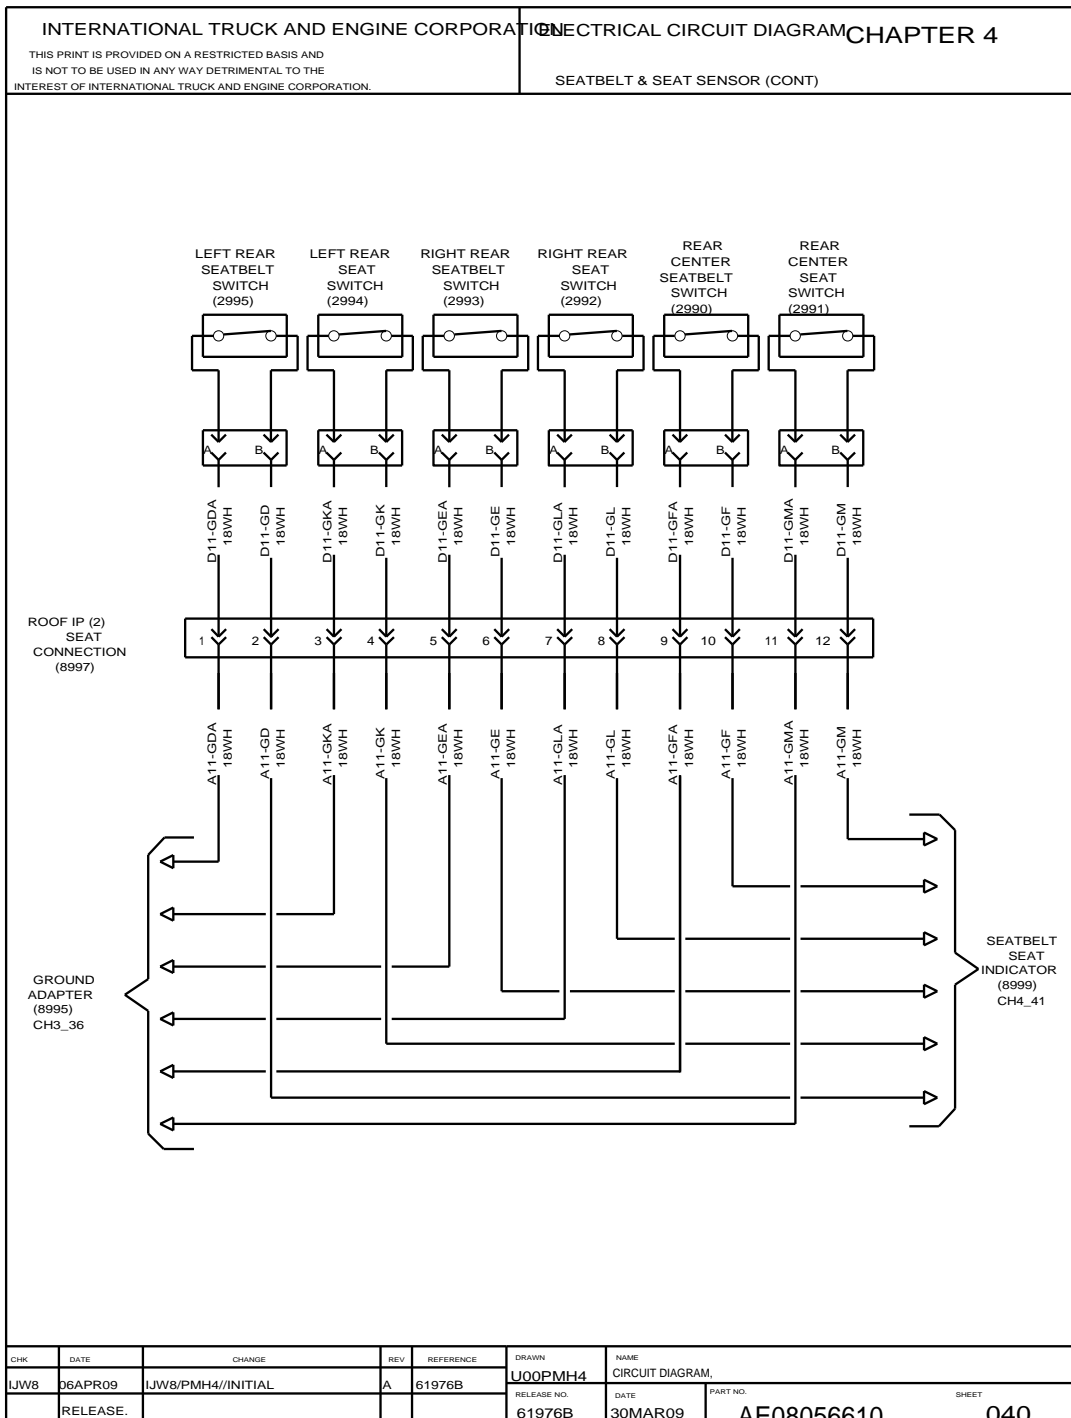 INTERNATIONAL TRUCK AND ENGINE CORPORATION
THIS PRINT IS PROVIDED ON A RESTRICTED BASIS AND
IS NOT TO BE USED IN ANY WAY DETRIMENTAL TO THE
INTEREST OF INTERNATIONAL TRUCK AND ENGINE CORPORATION.
ELECTRICAL CIRCUIT DIAGRAM
CHAPTER 4
SEATBELT & SEAT SENSOR (CONT)
LEFT REAR
SEATBELT
SWITCH
(2995)
LEFT REAR
SEAT
SWITCH
(2994)
RIGHT REAR
SEATBELT
SWITCH
(2993)
RIGHT REAR
SEAT
SWITCH
(2992)
REAR
CENTER
SEATBELT
SWITCH
(2990)
REAR
CENTER
SEAT
SWITCH
(2991)
A B A B A B A B A B A B
D11-GDA
18WH
D11-GD
18WH
D11-GKA
18WH
D11-GK
18WH
D11-GEA
18WH
D11-GE
18WH
D11-GLA
18WH
D11-GL
18WH
D11-GFA
18WH
D11-GF
18WH
D11-GMA
18WH
D11-GM
18WH
ROOF IP (2)
SEAT
CONNECTION
(8997)
1 2 3 4 5 6 7 8 9 10 11 12
A11-GDA
18WH
A11-GD
18WH
A11-GKA
18WH
A11-GK
18WH
A11-GEA
18WH
A11-GE
18WH
A11-GLA
18WH
A11-GL
18WH
A11-GFA
18WH
A11-GF
18WH
A11-GMA
18WH
A11-GM
18WH
GROUND
ADAPTER
(8995)
CH3_36
SEATBELT
SEAT
INDICATOR
(8999)
CH4_41
CHK DATE CHANGE REV REFERENCE
IJW8 06APR09 IJW8/PMH4//INITIAL A 61976B
RELEASE.
DRAWN
U00PMH4
NAME
CIRCUIT DIAGRAM,
RELEASE NO.
61976B
DATE
30MAR09
PART NO.
AE08056610
SHEET
040